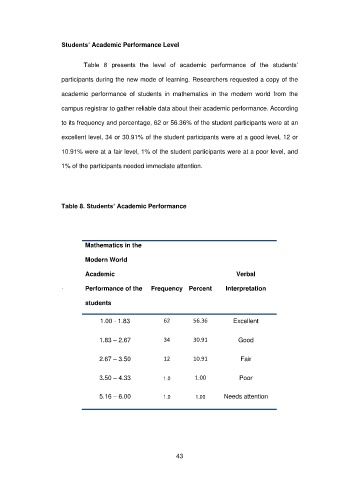 Students' Academic Performance Level
Table 8 presents the level of academic performance of the students'
participants during the new mode of learning. Researchers requested a copy of the
academic performance of students in mathematics in the modern world from the
campus registrar to gather reliable data about their academic performance. According
to its frequency and percentage, 62 or 56.36% of the student participants were at an
excellent level, 34 or 30.91% of the student participants were at a good level, 12 or
10.91% were at a fair level, 1% of the student participants were at a poor level, and
1% of the participants needed immediate attention.
Table 8. Students' Academic Performance
Mathematics in the
Modern World
Academic Verbal
Performance of the Frequency Percent Interpretation
students
1.00 - 1.83 62 56.36 Excellent
1.83 – 2.67 34 30.91 Good
2.67 – 3.50 12 10.91 Fair
3.50 – 4.33 1.0 1.00 Poor
5.16 – 6.00 1.0 1.00 Needs attention
43